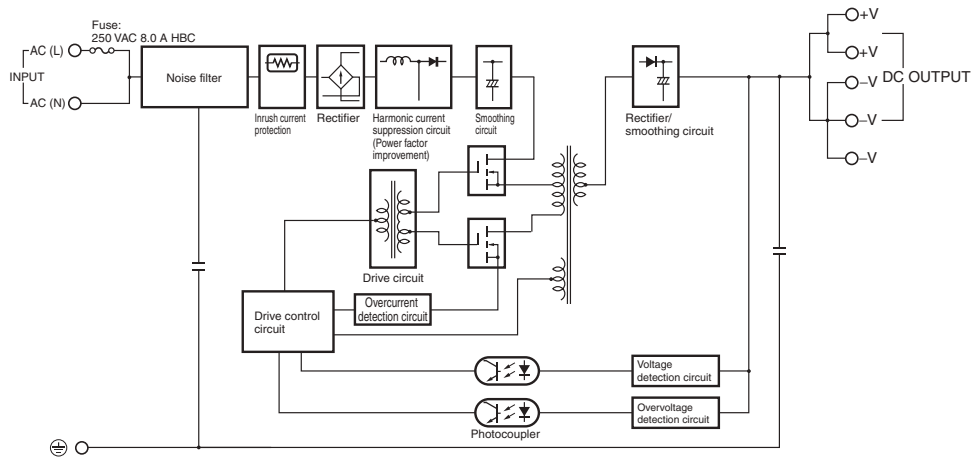 Fuse:
250 VAC 8.0 A HBC
AC (L)
INPUT
AC (N)
Noise filter
Inrush current
protection
Rectifier
Harmonic current
suppression circuit
(Power factor
improvement)
Smoothing
circuit
Rectifier/
smoothing circuit
+V
+V
–V
–V
–V
DC OUTPUT
Drive circuit
Drive control
circuit
Overcurrent
detection circuit
Voltage
detection circuit
Overvoltage
detection circuit
Photocoupler